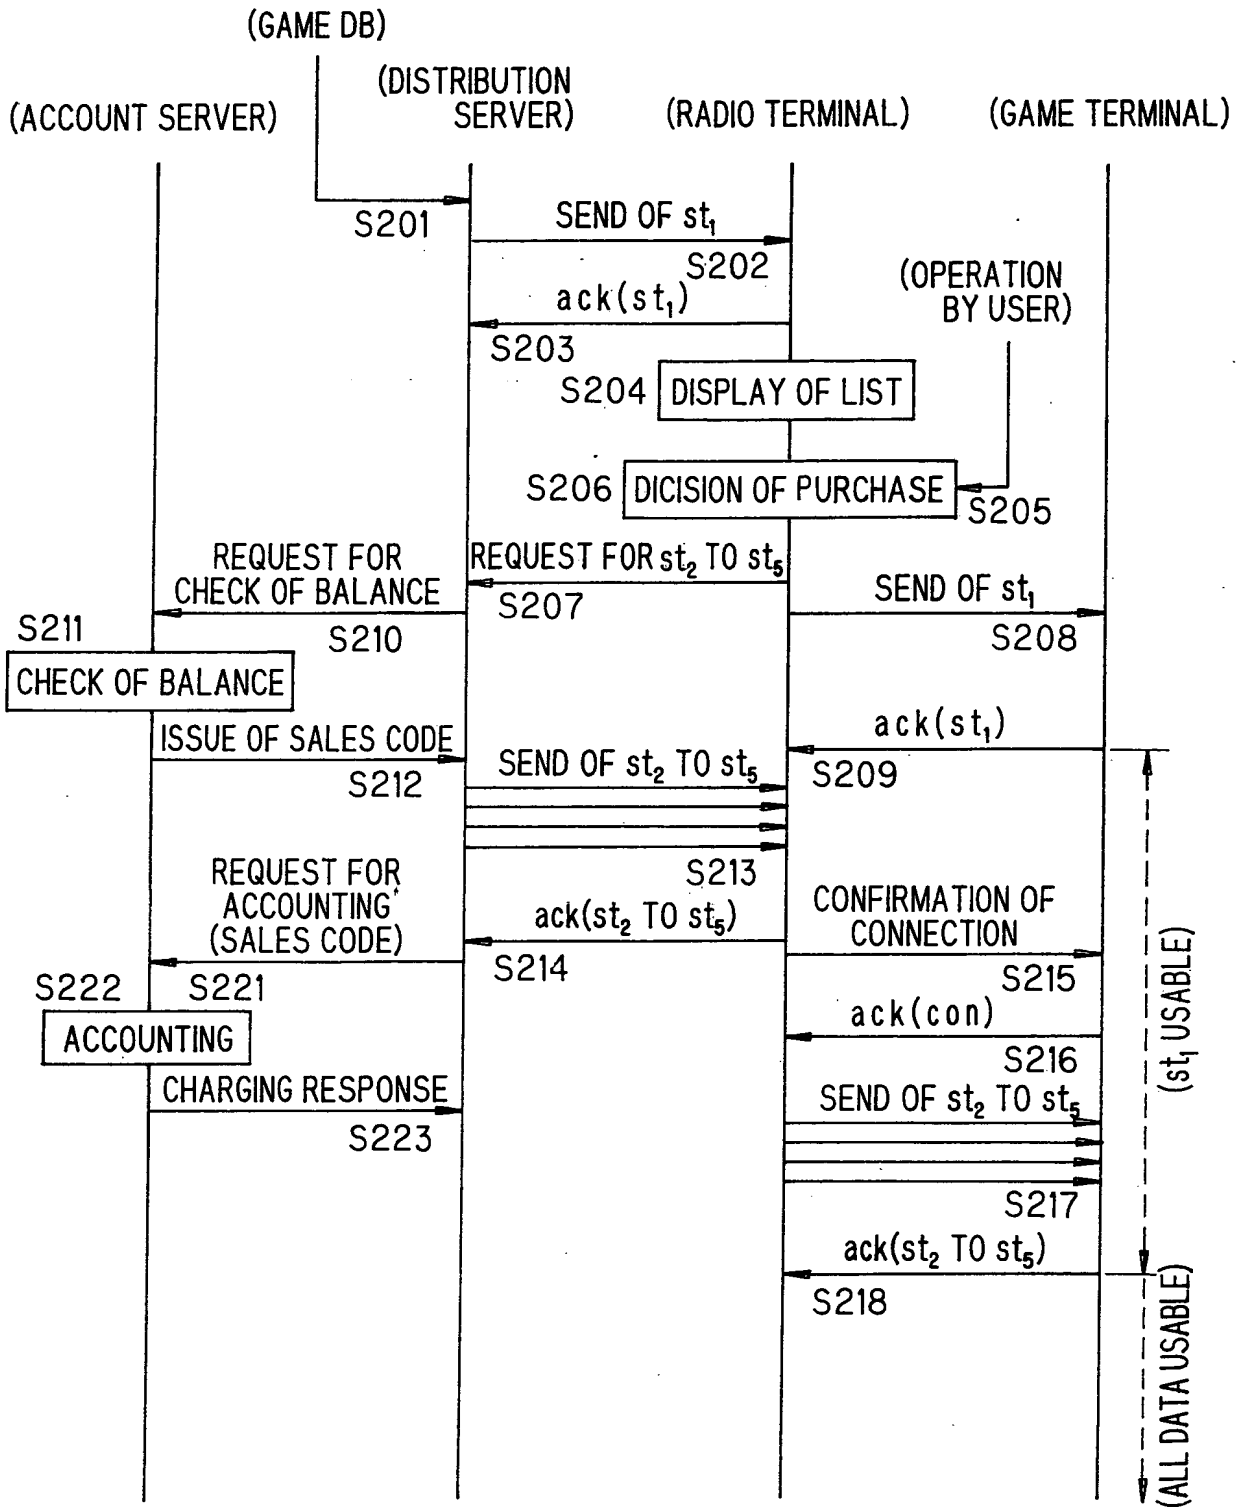 (GAME DB)
(DISTRIBUTION
SERVER)
(ACCOUNT SERVER)
(RADIO TERMINAL)
(GAME TERMINAL)
S201
SEND OF st₁
S202
(OPERATION
BY USER)
ack(st₁)
S203
S204
DISPLAY OF LIST
S206
DICISION OF PURCHASE
S205
REQUEST FOR
CHECK OF BALANCE
REQUEST FOR st₂ TO st₅
S207
SEND OF st₁
S208
S210
S211
CHECK OF BALANCE
ISSUE OF SALES CODE
S212
ack(st₁)
S209
SEND OF st₂ TO st₅
S213
REQUEST FOR
ACCOUNTING
(SALES CODE)
ack(st₂ TO st₅)
S214
CONFIRMATION OF
CONNECTION
S215
S222
S221
ACCOUNTING
ack(con)
S216
(st₁ USABLE)
CHARGING RESPONSE
S223
SEND OF st₂ TO st₅
S217
ack(st₂ TO st₅)
S218
(ALL DATA USABLE)